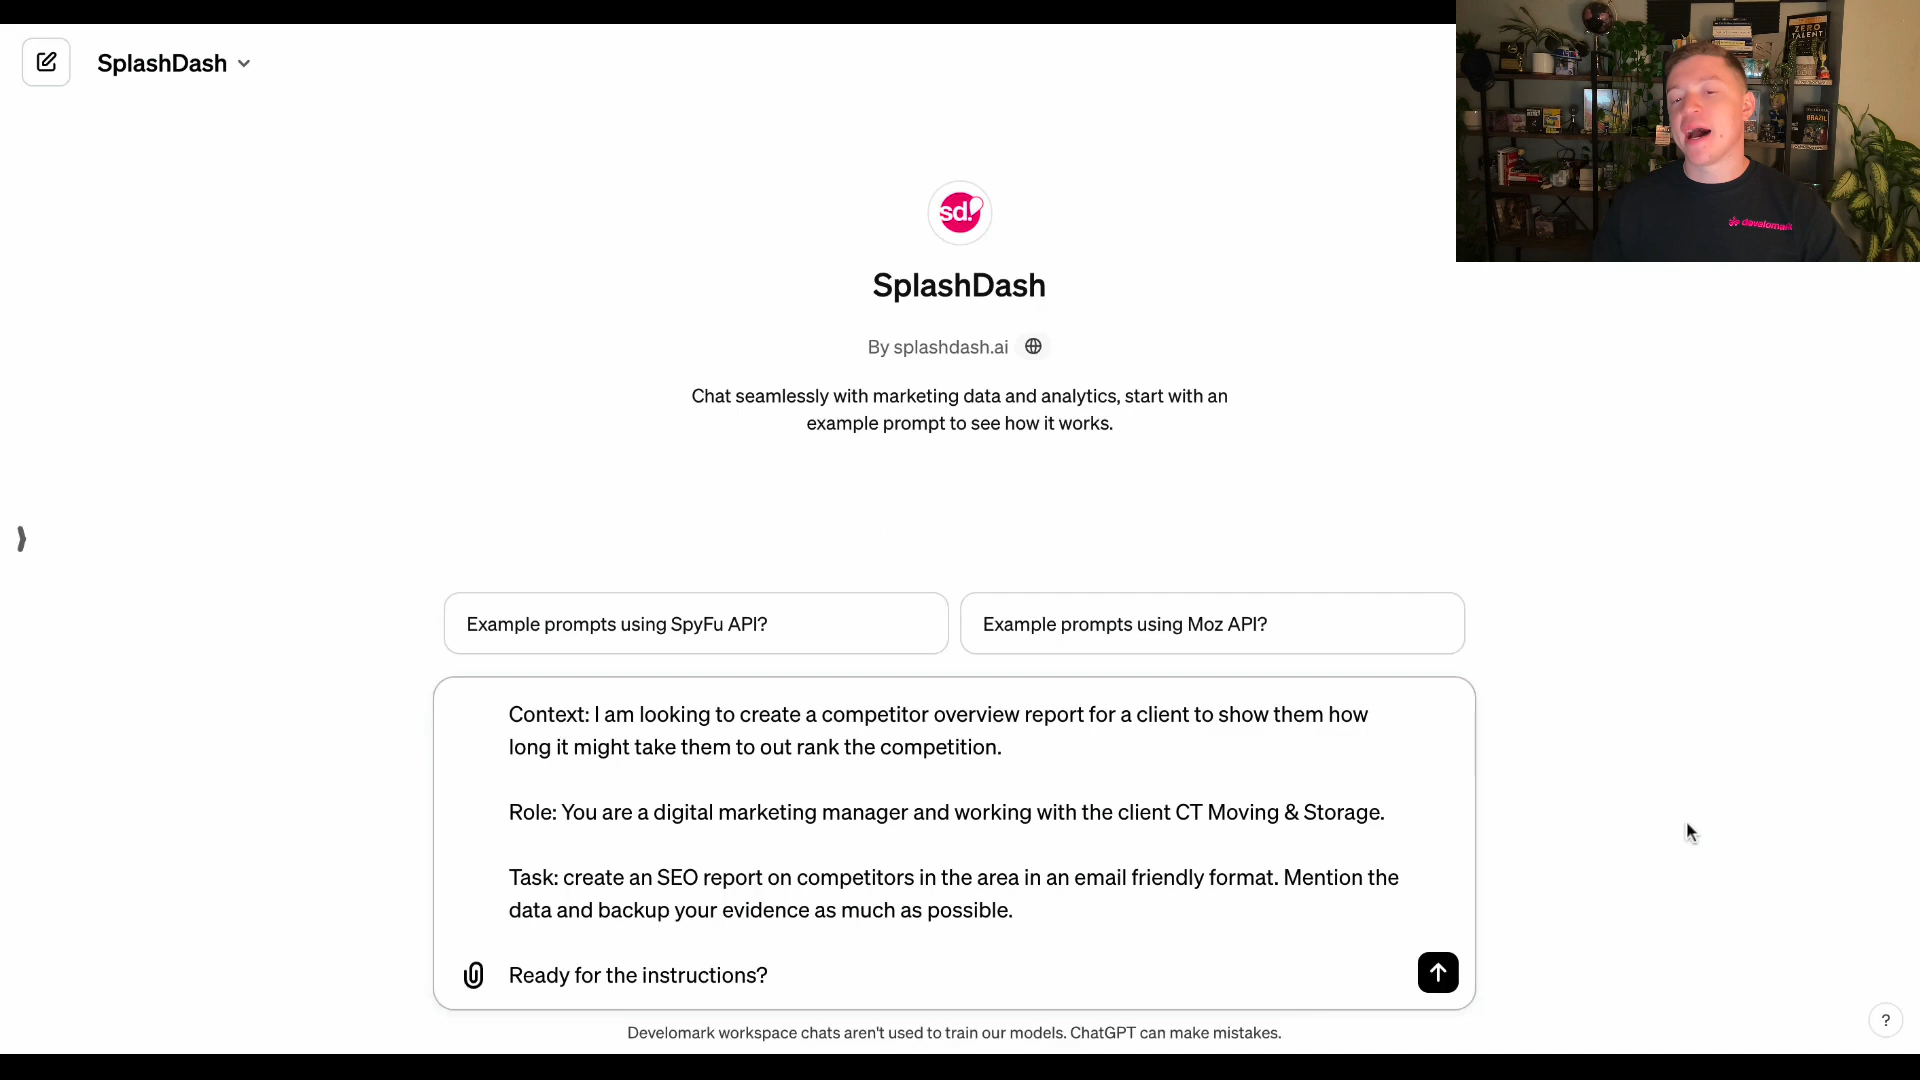 SplashDash
ZERO
TALENT
BRAZIL
develomark
sd!
SplashDash
By splashdash.ai
Chat seamlessly with marketing data and analytics, start with an
example prompt to see how it works.
Example prompts using SpyFu API?
Example prompts using Moz API?
Context: I am looking to create a competitor overview report for a client to show them how
long it might take them to out rank the competition.
Role: You are a digital marketing manager and working with the client CT Moving & Storage.
Task: create an SEO report on competitors in the area in an email friendly format. Mention the
data and backup your evidence as much as possible.
Ready for the instructions?
Develomark workspace chats aren't used to train our models. ChatGPT can make mistakes.
?